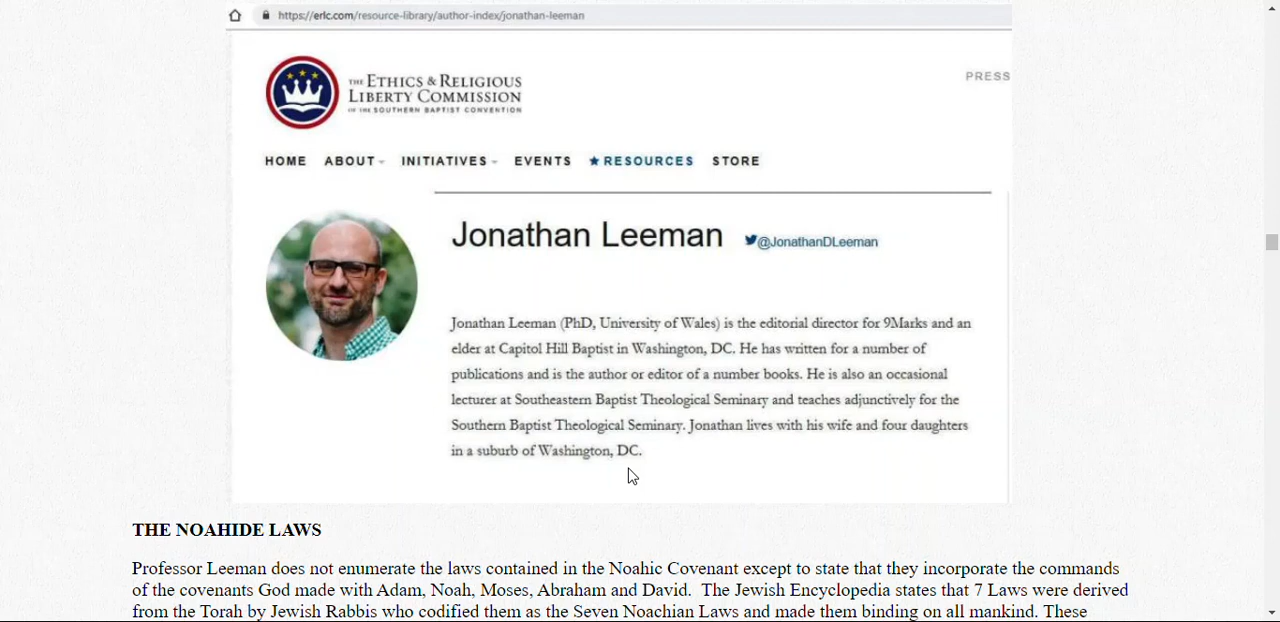 https://erlc.com/resource-library/author-index/jonathan-leeman
THE ETHICS & RELIGIOUS
LIBERTY COMMISSION
OF THE SOUTHERN BAPTIST CONVENTION
PRESS
HOME ABOUT INITIATIVES EVENTS ★ RESOURCES STORE
Jonathan Leeman @JonathanDLeeman
Jonathan Leeman (PhD, University of Wales) is the editorial director for 9Marks and an
elder at Capitol Hill Baptist in Washington, DC. He has written for a number of
publications and is the author or editor of a number books. He is also an occasional
lecturer at Southeastern Baptist Theological Seminary and teaches adjunctively for the
Southern Baptist Theological Seminary. Jonathan lives with his wife and four daughters
in a suburb of Washington, DC.
THE NOAHIDE LAWS
Professor Leeman does not enumerate the laws contained in the Noahic Covenant except to state that they incorporate the commands
of the covenants God made with Adam, Noah, Moses, Abraham and David.  The Jewish Encyclopedia states that 7 Laws were derived
from the Torah by Jewish Rabbis who codified them as the Seven Noachian Laws and made them binding on all mankind. These